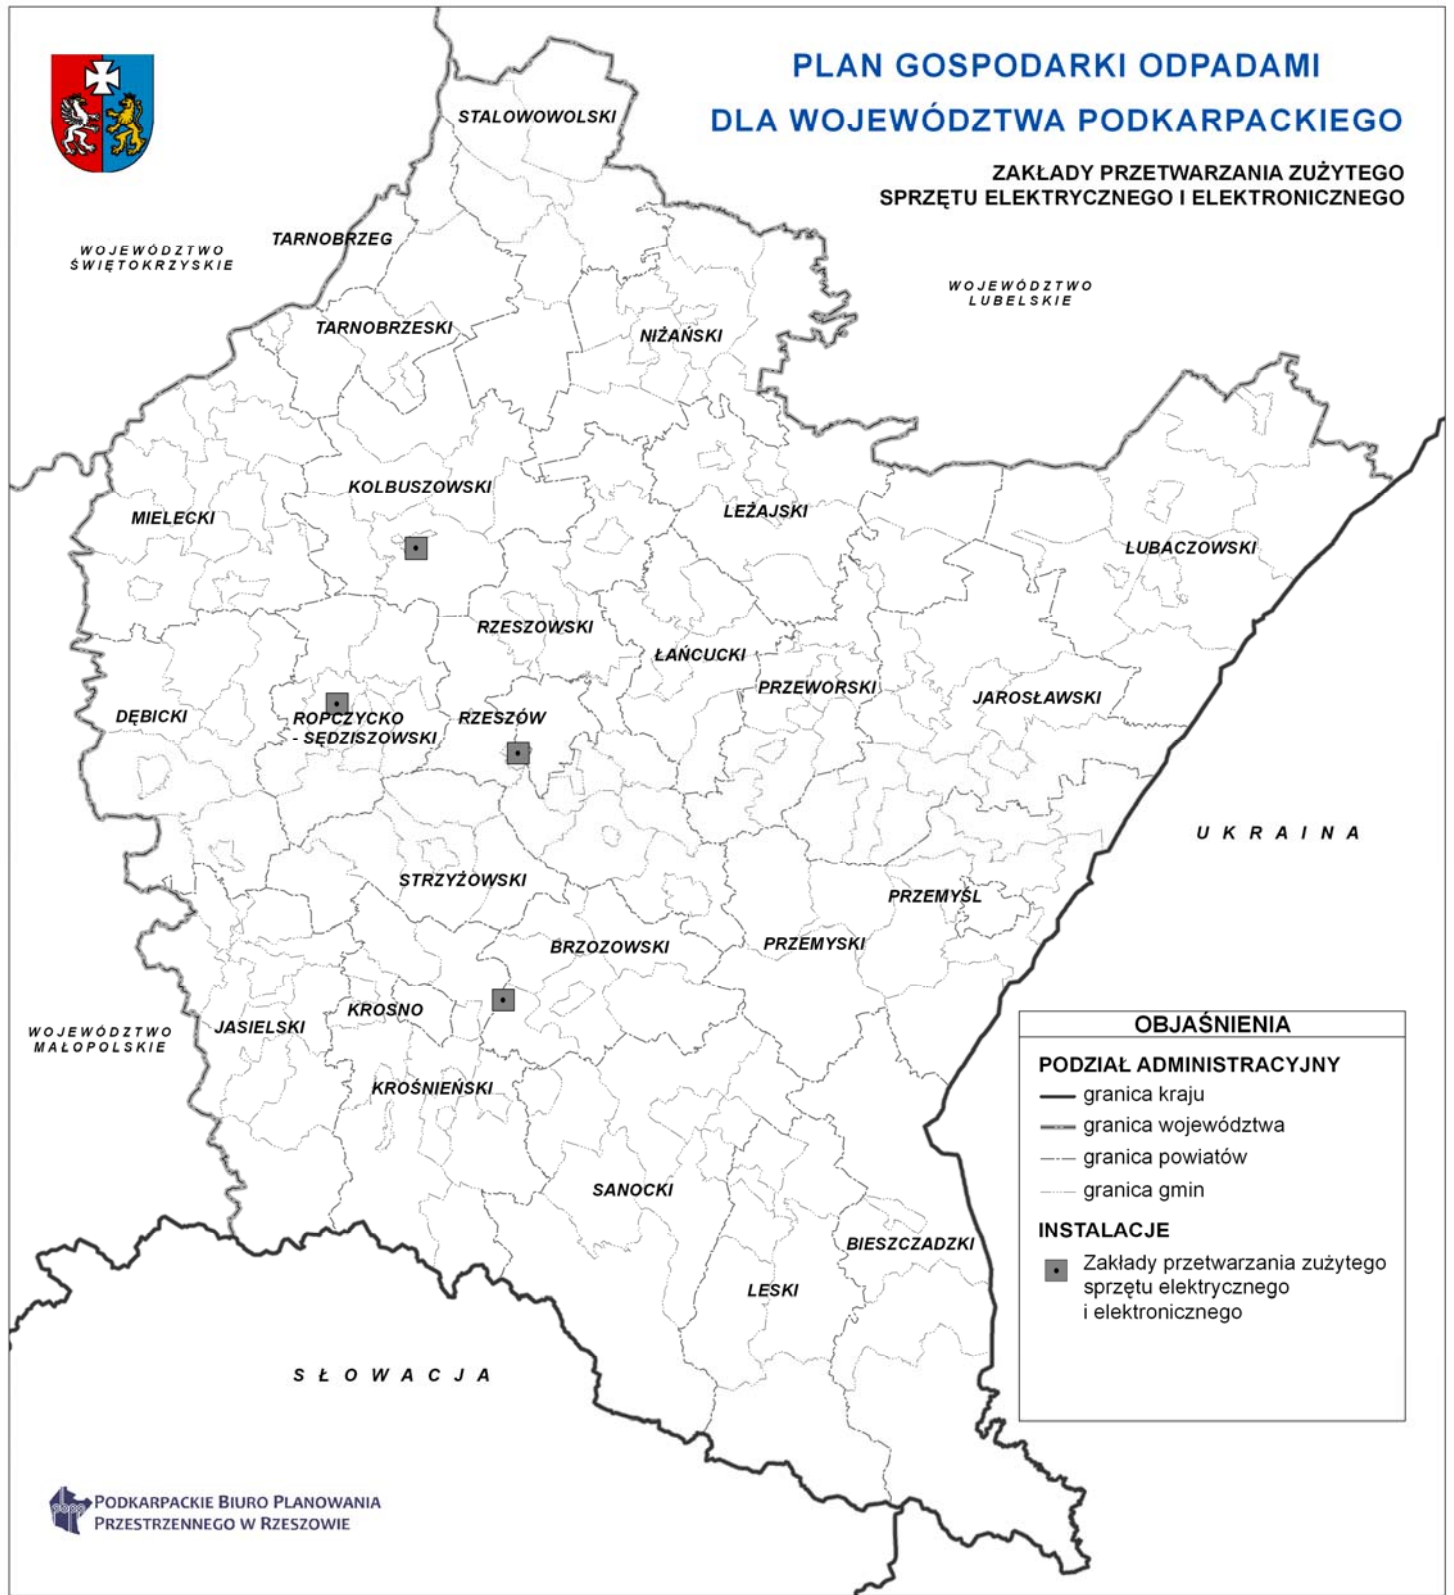 PLAN GOSPODARKI ODPADAMI
DLA WOJEWÓDZTWA PODKARPACKIEGO
ZAKŁADY PRZETWARZANIA ZUŻYTEGO
SPRZĘTU ELEKTRYCZNEGO I ELEKTRONICZNEGO
STALOWOWOLSKI
TARNOBRZEG
WOJEWÓDZTWO
ŚWIĘTOKRZYSKIE
WOJEWÓDZTWO
LUBELSKIE
TARNOBRZESKI
NIŻAŃSKI
KOLBUSZOWSKI
MIELECKI
LEŻAJSKI
LUBACZOWSKI
RZESZOWSKI
ŁAŃCUCKI
PRZEWORSKI
JAROSŁAWSKI
DĘBICKI
ROPCZYCKO
- SĘDZISZOWSKI
RZESZÓW
UKRAINA
STRZYŻOWSKI
PRZEMYŚL
BRZOZOWSKI
PRZEMYSKI
KROSNO
JASIELSKI
WOJEWÓDZTWO
MAŁOPOLSKIE
KROŚNIEŃSKI
SANOCKI
BIESZCZADZKI
LESKI
SŁOWACJA
OBJAŚNIENIA
PODZIAŁ ADMINISTRACYJNY
granica kraju
granica województwa
granica powiatów
granica gmin
INSTALACJE
Zakłady przetwarzania zużytego
sprzętu elektrycznego
i elektronicznego
pbpp
PODKARPACKIE BIURO PLANOWANIA
PRZESTRZENNEGO W RZESZOWIE